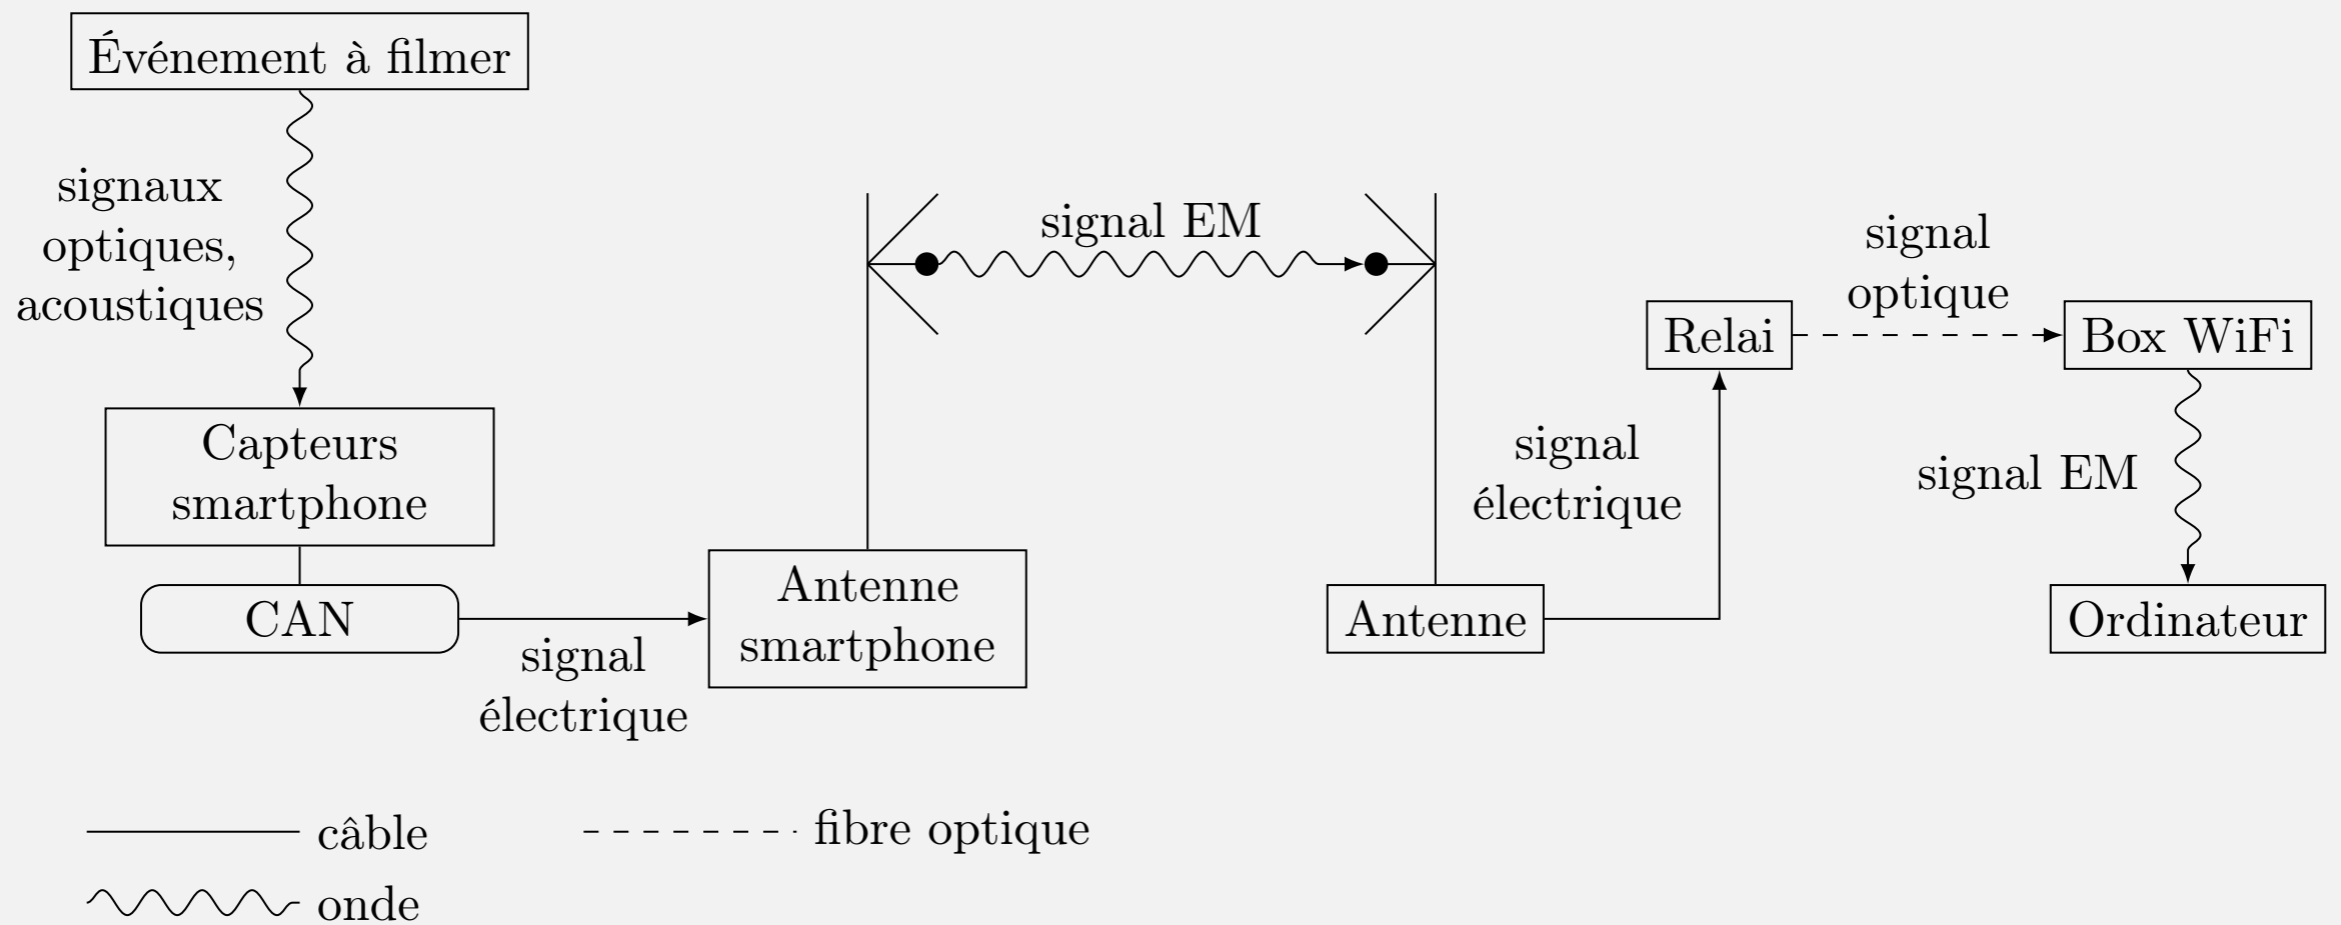 Événement à filmer
signaux
optiques,
acoustiques
Capteurs
smartphone
CAN
signal
électrique
Antenne
smartphone
signal EM
Antenne
signal
électrique
Relai
signal
optique
Box WiFi
signal EM
Ordinateur
câble
fibre optique
onde